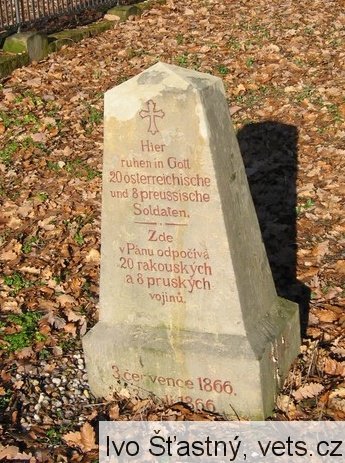 Hier
ruhen in Gott
20 österreichische
und 8 preussische
Soldaten.
Zde
v Pánu odpočívá
20 rakouských
a 8 pruských
vojínů.
3. července 1866.
1866
Ivo Šťastný, vets.cz